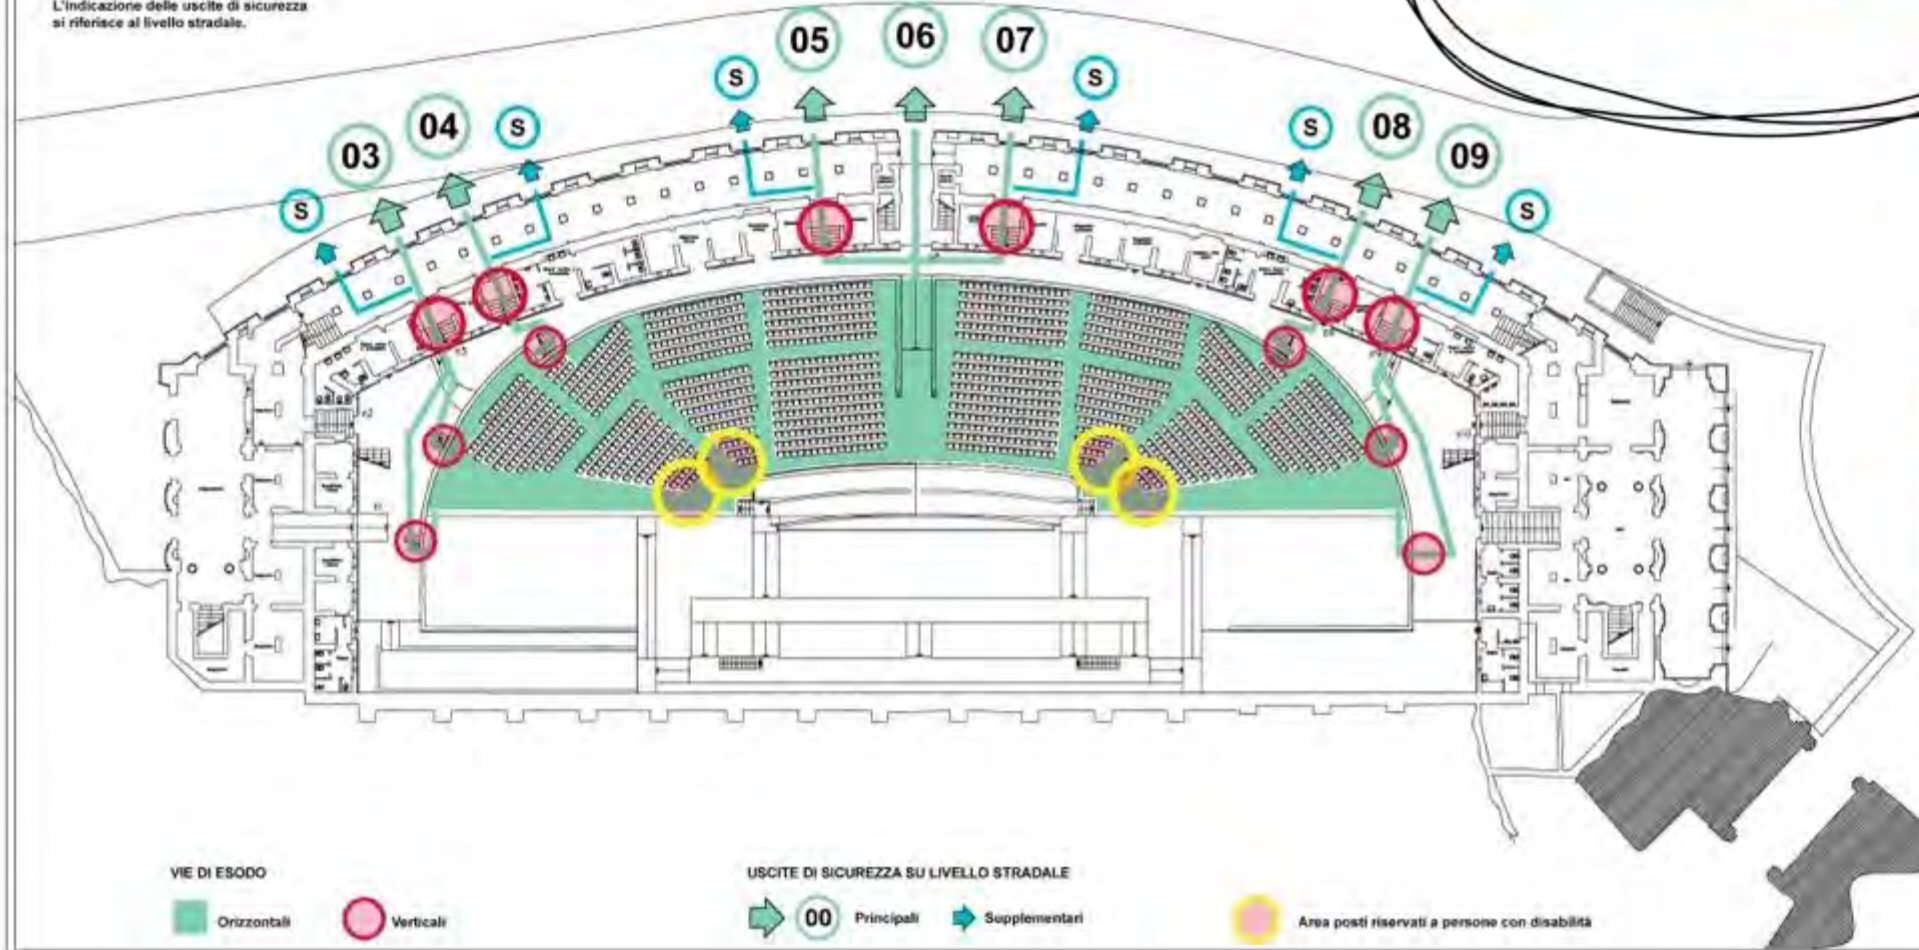 L'indicazione delle uscite di sicurezza
si riferisce al livello stradale.
05
06
07
S
S
04
S
S
08
03
09
S
S
VIE DI ESODO
Orizzontali
Verticali
USCITE DI SICUREZZA SU LIVELLO STRADALE
00
Principali
Supplementari
Area posti riservati a persone con disabilità